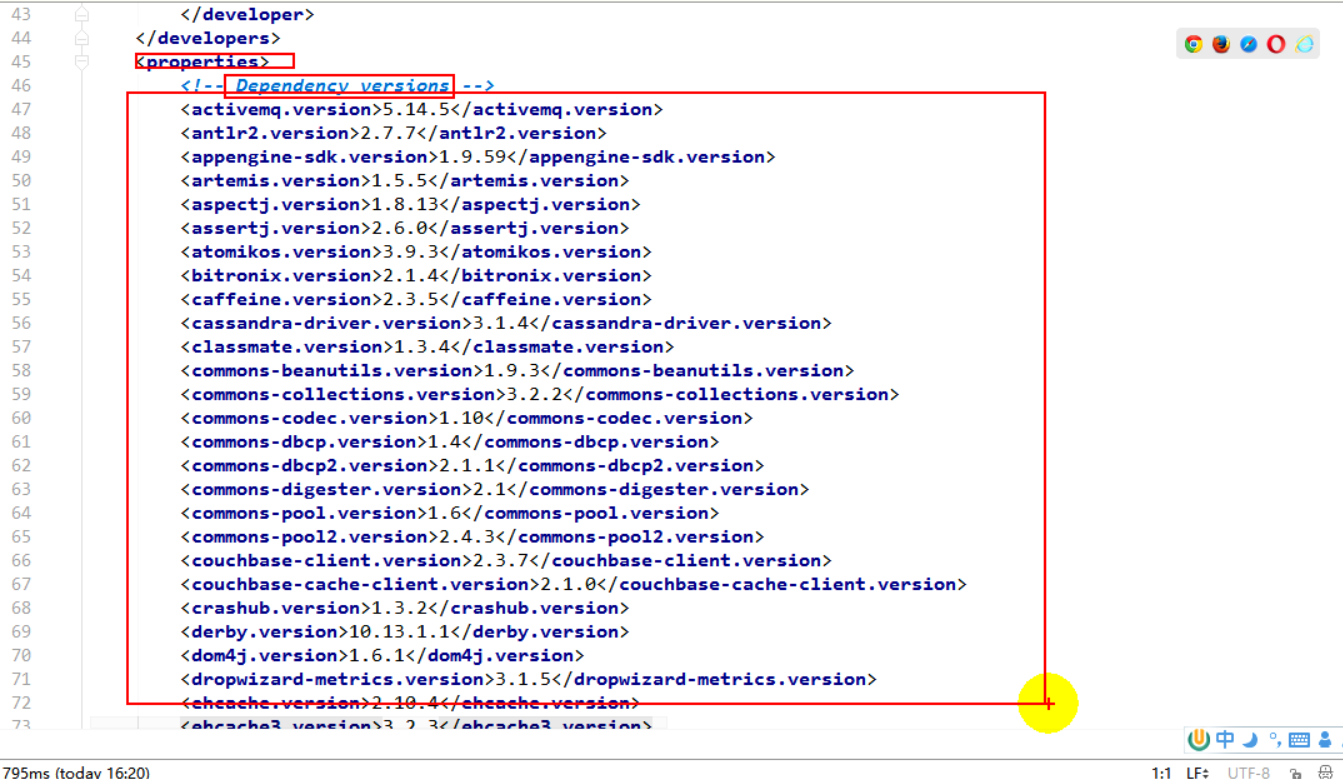 43 </developer>
44 </developers>
45 <properties>
46 <!-- Dependency versions -->
47 <activemq.version>5.14.5</activemq.version>
48 <antlr2.version>2.7.7</antlr2.version>
49 <appengine-sdk.version>1.9.59</appengine-sdk.version>
50 <artemis.version>1.5.5</artemis.version>
51 <aspectj.version>1.8.13</aspectj.version>
52 <assertj.version>2.6.0</assertj.version>
53 <atomikos.version>3.9.3</atomikos.version>
54 <bitronix.version>2.1.4</bitronix.version>
55 <caffeine.version>2.3.5</caffeine.version>
56 <cassandra-driver.version>3.1.4</cassandra-driver.version>
57 <classmate.version>1.3.4</classmate.version>
58 <commons-beanutils.version>1.9.3</commons-beanutils.version>
59 <commons-collections.version>3.2.2</commons-collections.version>
60 <commons-codec.version>1.10</commons-codec.version>
61 <commons-dbcp.version>1.4</commons-dbcp.version>
62 <commons-dbcp2.version>2.1.1</commons-dbcp2.version>
63 <commons-digester.version>2.1</commons-digester.version>
64 <commons-pool.version>1.6</commons-pool.version>
65 <commons-pool2.version>2.4.3</commons-pool2.version>
66 <couchbase-client.version>2.3.7</couchbase-client.version>
67 <couchbase-cache-client.version>2.1.0</couchbase-cache-client.version>
68 <crashub.version>1.3.2</crashub.version>
69 <derby.version>10.13.1.1</derby.version>
70 <dom4j.version>1.6.1</dom4j.version>
71 <dropwizard-metrics.version>3.1.5</dropwizard-metrics.version>
72 <ehcache.version>2.10.4</ehcache.version>
73 <ehcache3.version>3.2.3</ehcache3.version>
中
795ms (today 16:20) 1:1 LF UTF-8